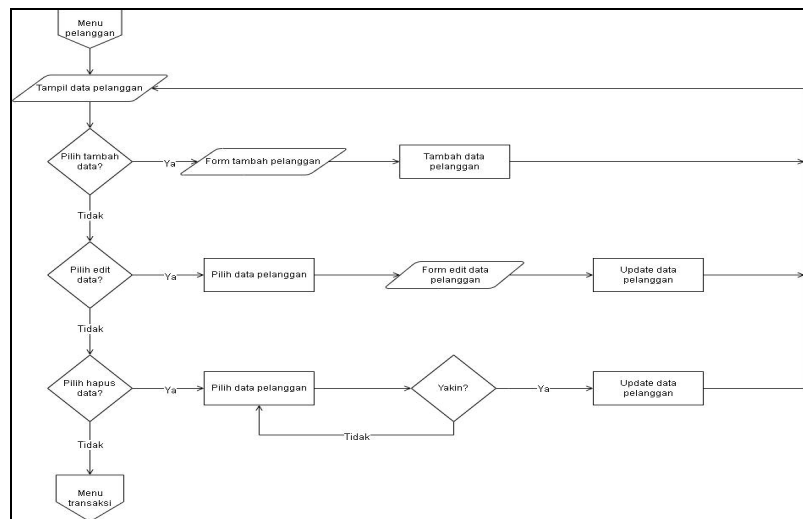 Menu
pelanggan
Tampil data pelanggan
Pilih tambah
data?
Ya
Form tambah pelanggan
Tambah data
pelanggan
Tidak
Pilih edit
data?
Ya
Pilih data pelanggan
Form edit data
pelanggan
Update data
pelanggan
Tidak
Pilih hapus
data?
Ya
Pilih data pelanggan
Yakin?
Ya
Update data
pelanggan
Tidak
Tidak
Menu
transaksi